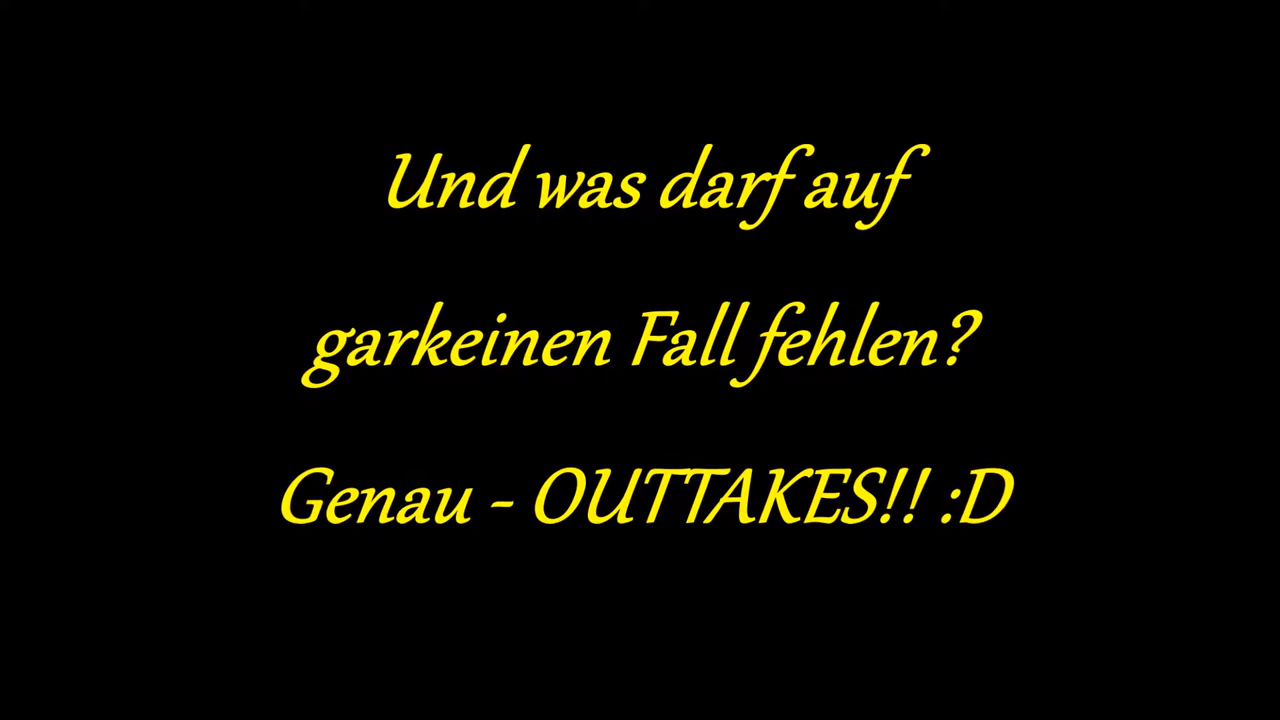 Und was darf auf
garkeinen Fall fehlen?
Genau - OUTTAKES!! :D